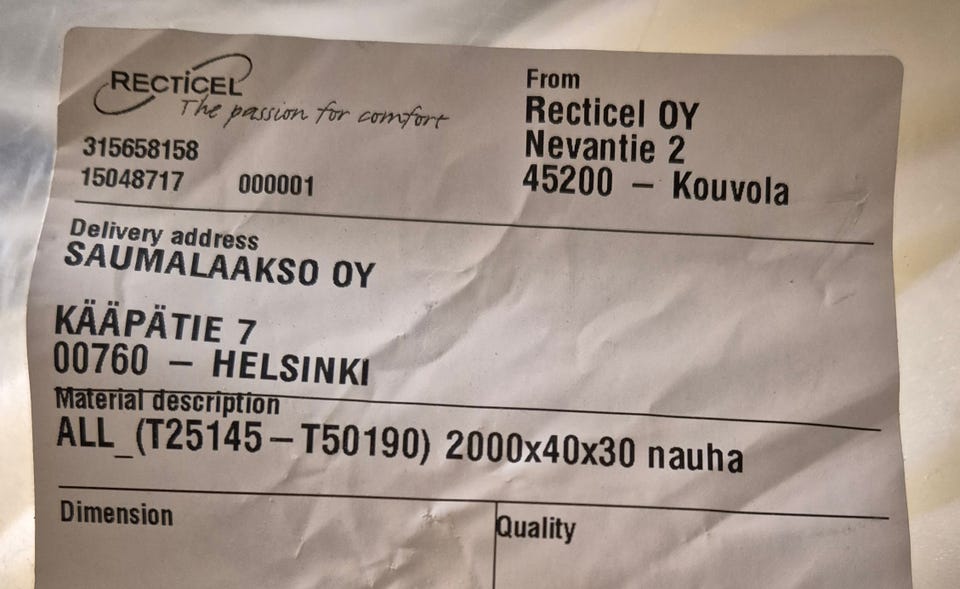 RECTICEL
The passion for comfort
315658158
15048717 000001
From
Recticel OY
Nevantie 2
45200 – Kouvola
Delivery address
SAUMALAAKSO OY
KÄÄPÄTIE 7
00760 – HELSINKI
Material description
ALL_(T25145–T50190) 2000x40x30 nauha
Dimension
Quality